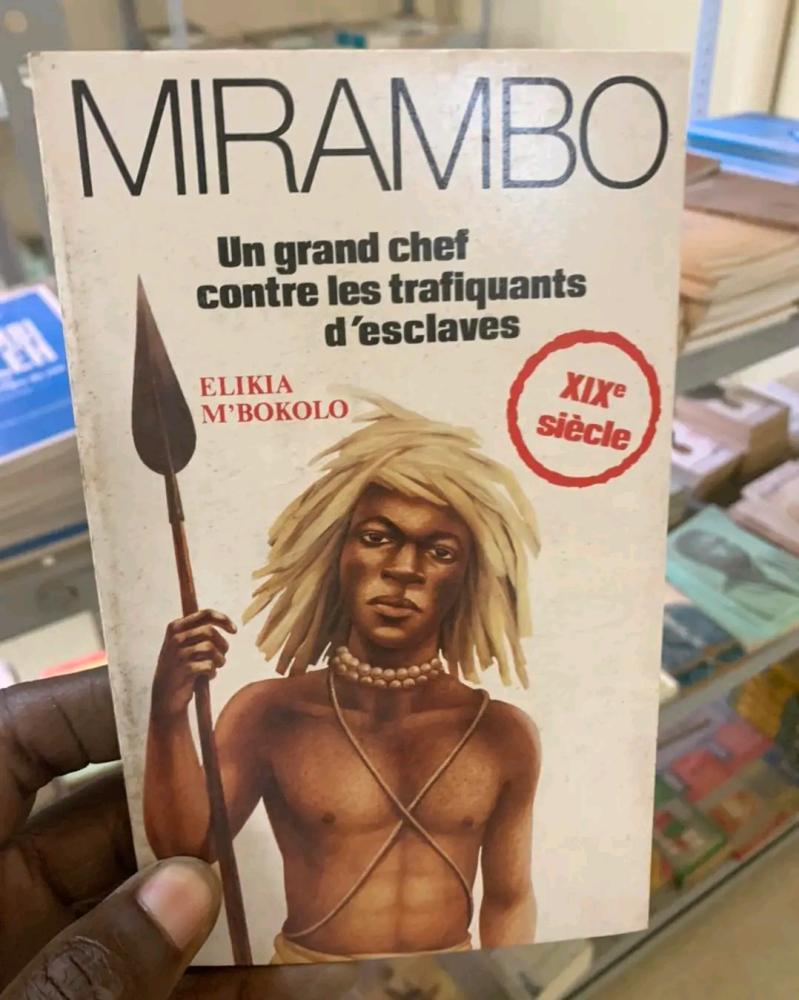 MIRAMBO
Un grand chef
contre les trafiquants
d'esclaves
ELIKIA
M'BOKOLO
XIXe
siècle